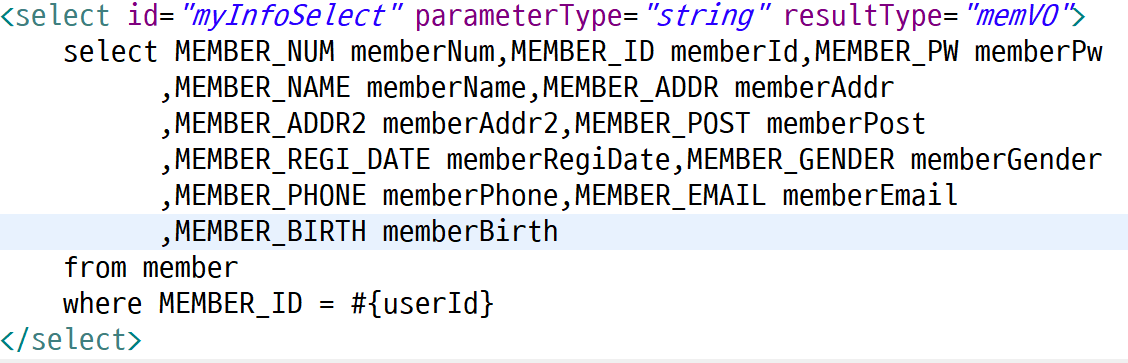 <select id="myInfoSelect" parameterType="string" resultType="memVO">
select MEMBER_NUM memberNum,MEMBER_ID memberId,MEMBER_PW memberPw
,MEMBER_NAME memberName,MEMBER_ADDR memberAddr
,MEMBER_ADDR2 memberAddr2,MEMBER_POST memberPost
,MEMBER_REGI_DATE memberRegiDate,MEMBER_GENDER memberGender
,MEMBER_PHONE memberPhone,MEMBER_EMAIL memberEmail
,MEMBER_BIRTH memberBirth
from member
where MEMBER_ID = #{userId}
</select>